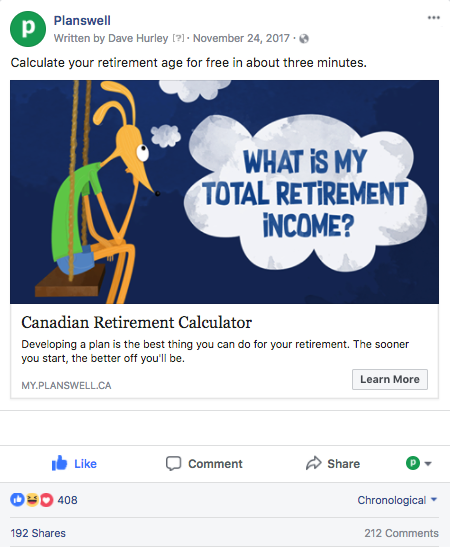 Planswell
Written by Dave Hurley [?] · November 24, 2017 ·
Calculate your retirement age for free in about three minutes.
WHAT iS MY
TOTAL RETiREMENT
iNCOME?
Canadian Retirement Calculator
Developing a plan is the best thing you can do for your retirement. The sooner
you start, the better off you'll be.
MY.PLANSWELL.CA
Learn More
Like
Comment
Share
408
Chronological
192 Shares
212 Comments